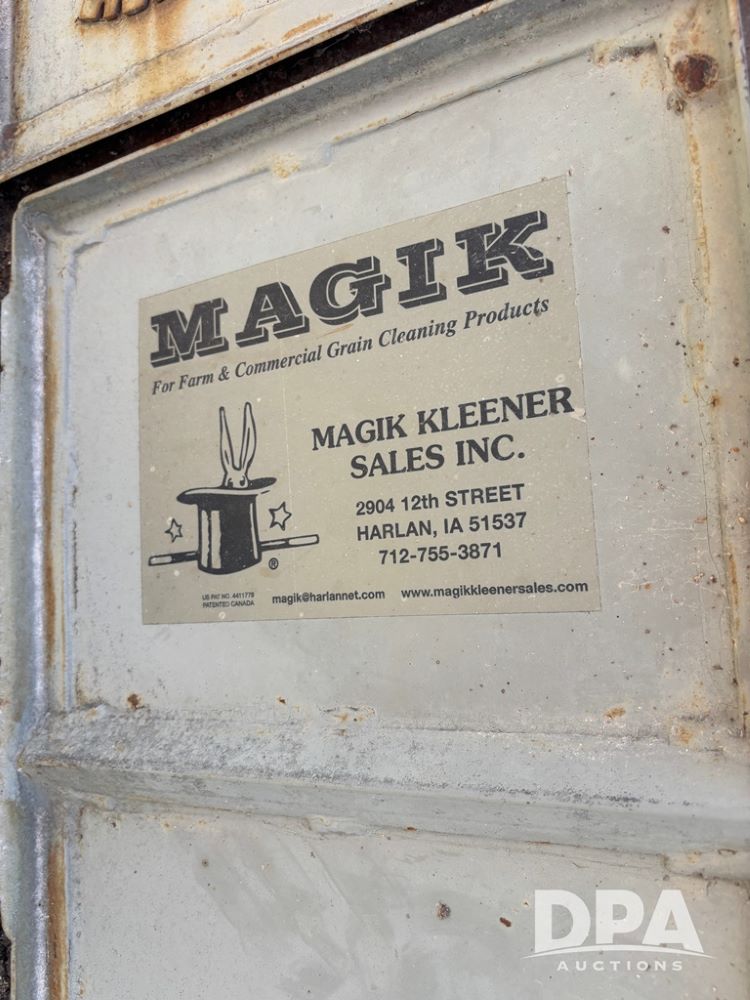 MAGIK
For Farm & Commercial Grain Cleaning Products
MAGIK KLEENER
SALES INC.
2904 12th STREET
HARLAN, IA 51537
712-755-3871
®
US PAT NO. 4411778
PATENTED CANADA
magik@harlannet.com www.magikkleenersales.com
DPA
AUCTIONS